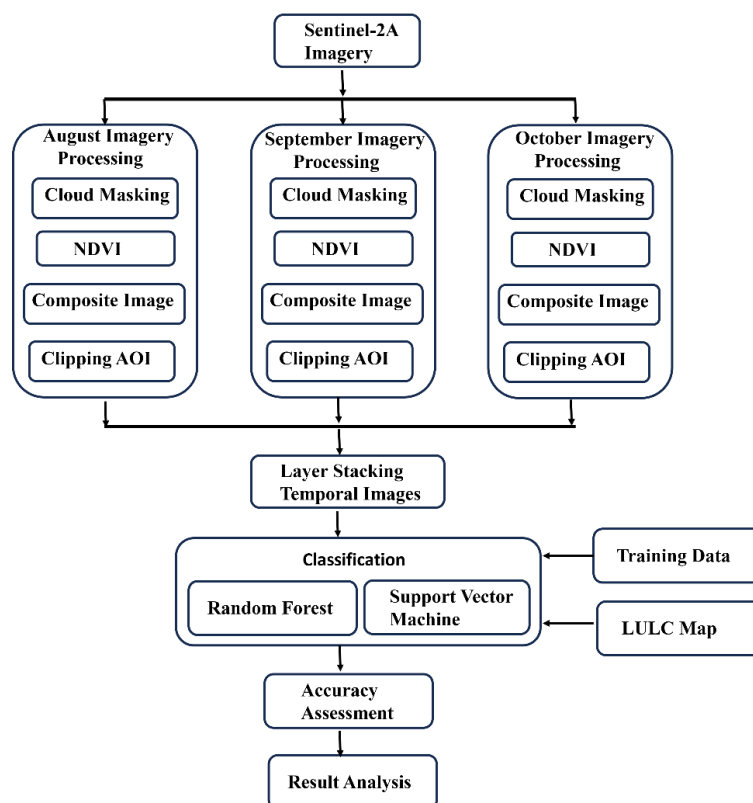 Sentinel-2A
Imagery
August Imagery
Processing
Cloud Masking
NDVI
Composite Image
Clipping AOI
September Imagery
Processing
Cloud Masking
NDVI
Composite Image
Clipping AOI
October Imagery
Processing
Cloud Masking
NDVI
Composite Image
Clipping AOI
Layer Stacking
Temporal Images
Classification
Random Forest
Support Vector
Machine
Training Data
LULC Map
Accuracy
Assessment
Result Analysis